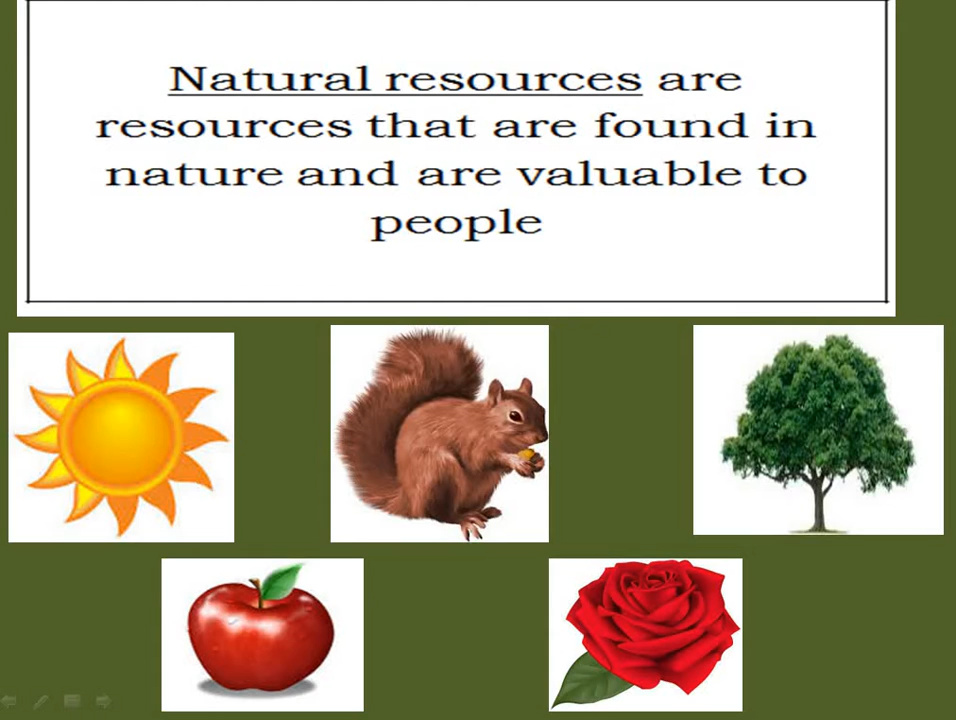 Natural resources are
resources that are found in
nature and are valuable to
people